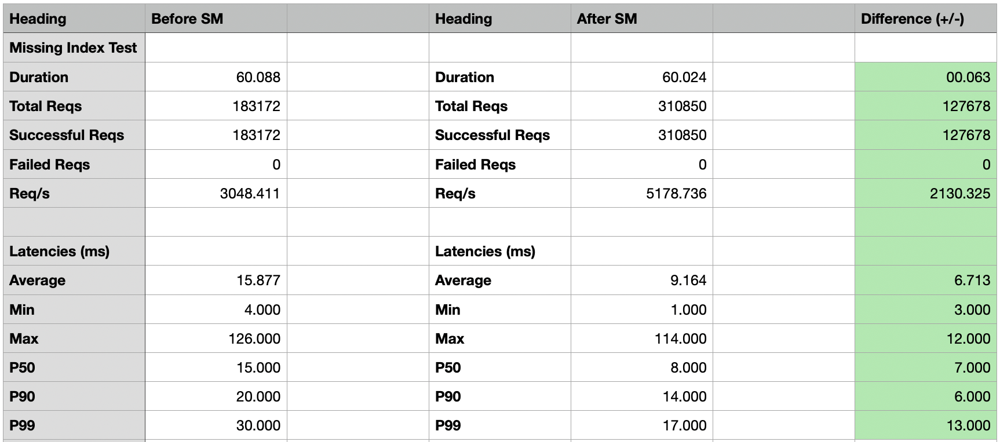 Heading Before SM Heading After SM Difference (+/-)
Missing Index Test
Duration 60.088 Duration 60.024 00.063
Total Reqs 183172 Total Reqs 310850 127678
Successful Reqs 183172 Successful Reqs 310850 127678
Failed Reqs 0 Failed Reqs 0 0
Req/s 3048.411 Req/s 5178.736 2130.325
Latencies (ms) Latencies (ms)
Average 15.877 Average 9.164 6.713
Min 4.000 Min 1.000 3.000
Max 126.000 Max 114.000 12.000
P50 15.000 P50 8.000 7.000
P90 20.000 P90 14.000 6.000
P99 30.000 P99 17.000 13.000